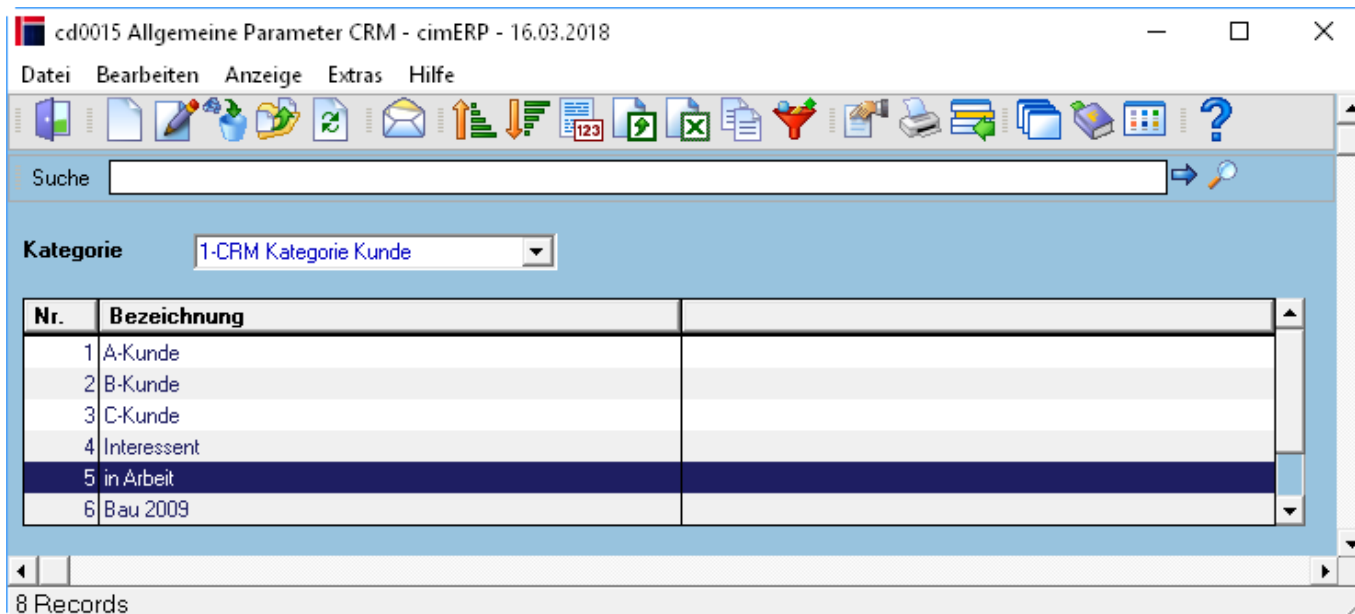 cd0015 Allgemeine Parameter CRM - cimERP - 16.03.2018
Datei Bearbeiten Anzeige Extras Hilfe
123
Suche
Kategorie 1-CRM Kategorie Kunde
Nr. Bezeichnung
1 A-Kunde
2 B-Kunde
3 C-Kunde
4 Interessent
5 in Arbeit
6 Bau 2009
8 Records